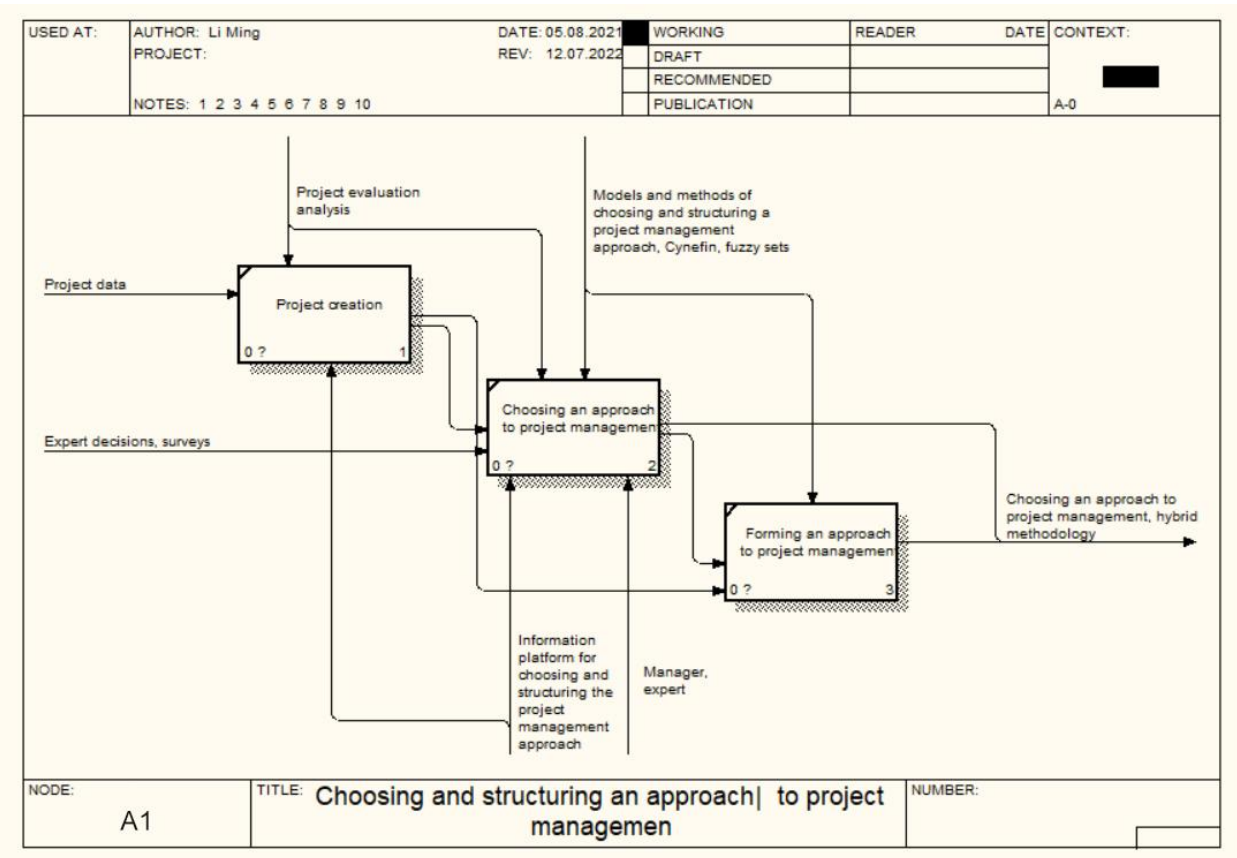 USED AT:
AUTHOR: Li Ming
DATE: 05.08.2021
WORKING
READER
DATE
CONTEXT:
PROJECT:
REV: 12.07.2022
DRAFT
RECOMMENDED
NOTES: 1 2 3 4 5 6 7 8 9 10
PUBLICATION
A-0
Project evaluation
analysis
Models and methods of
choosing and structuring a
project management
approach, Cynefin, fuzzy sets
Project data
Project creation
0 ?
1
Choosing an approach
to project management
0 ?
2
Expert decisions, surveys
Forming an approach
to project management
0 ?
3
Choosing an approach to
project management, hybrid
methodology
Information
platform for
choosing and
structuring the
project
management
approach
Manager,
expert
NODE:
A1
TITLE: Choosing and structuring an approach| to project
managemen
NUMBER: